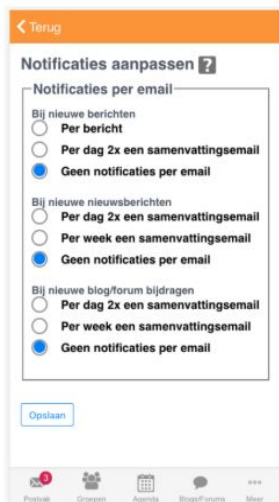 Terug
Notificaties aanpassen ?
Notificaties per email
Bij nieuwe berichten
Per bericht
Per dag 2x een samenvattingsemail
Geen notificaties per email
Bij nieuwe nieuwsberichten
Per dag 2x een samenvattingsemail
Per week een samenvattingsemail
Geen notificaties per email
Bij nieuwe blog/forum bijdragen
Per dag 2x een samenvattingsemail
Per week een samenvattingsemail
Geen notificaties per email
Opslaan
3
Postvak Groepen Agenda Blogs/Forums Meer